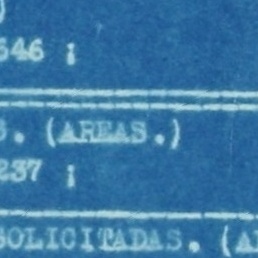 )
646 ;
S. (AREAS.)
237 ;
SOLICITADAS. (A